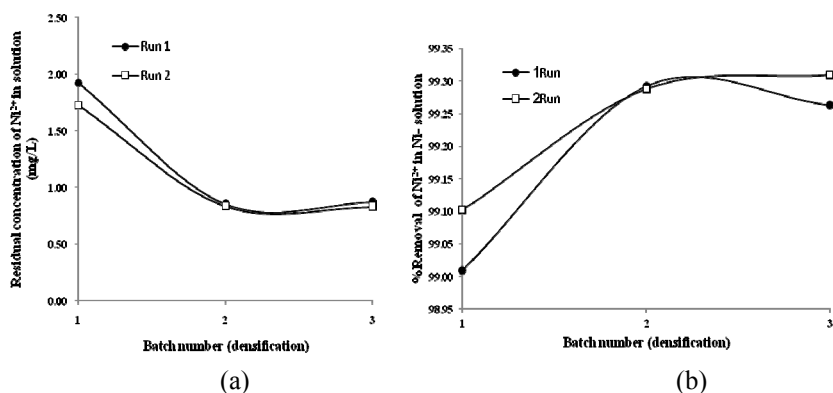 2.50
2.00
1.50
1.00
0.50
0.00
Residual concentration of Ni²⁺ in solution
(mg/L)
Run 1
Run 2
1 2 3
Batch number (densification)
(a)
99.35
99.30
99.25
99.20
99.15
99.10
99.00
98.95
%Removal of Ni²⁺ in Ni- solution
1Run
2Run
1 2 3
Batch number (densification)
(b)